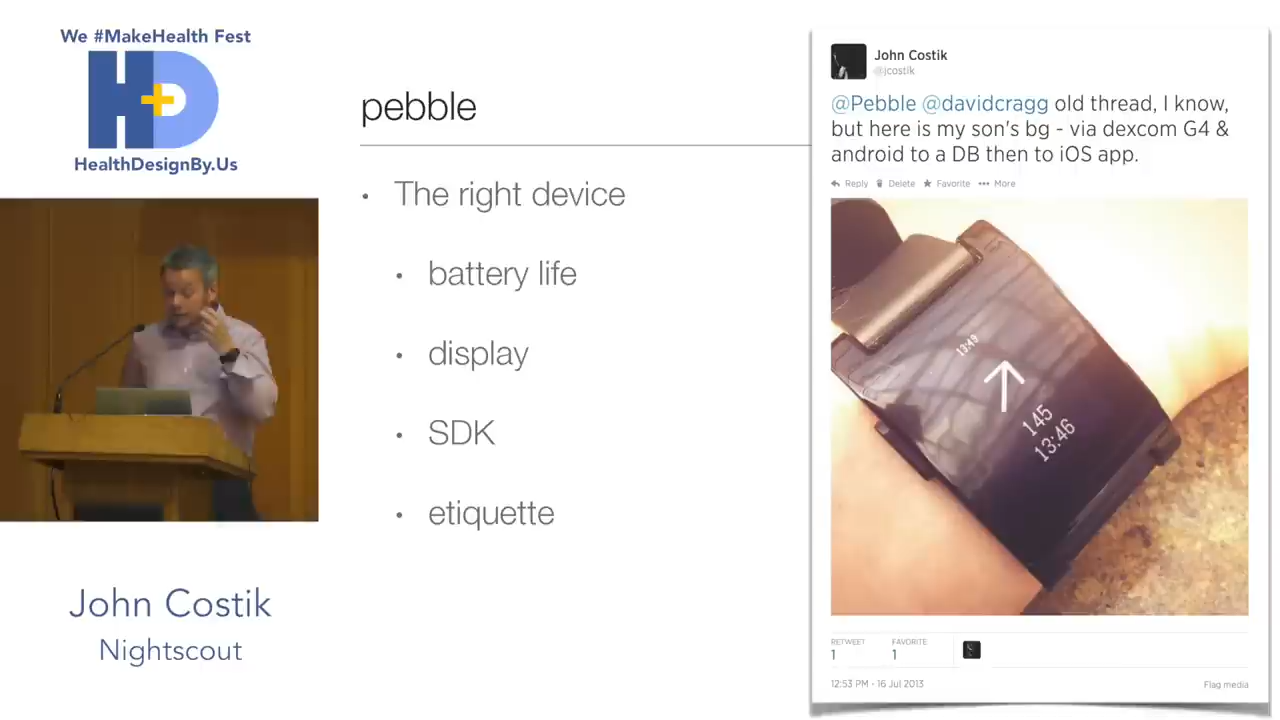 We #MakeHealth Fest
H+D
HealthDesignBy.Us
John Costik
Nightscout
pebble
• The right device
• battery life
• display
• SDK
• etiquette
John Costik
@jcostik
@Pebble @davidcragg old thread, I know,
but here is my son's bg - via dexcom G4 &
android to a DB then to iOS app.
Reply Delete Favorite ••• More
13:49
145
13:46
RETWEET FAVORITE
1 1
12:53 PM - 16 Jul 2013 Flag media